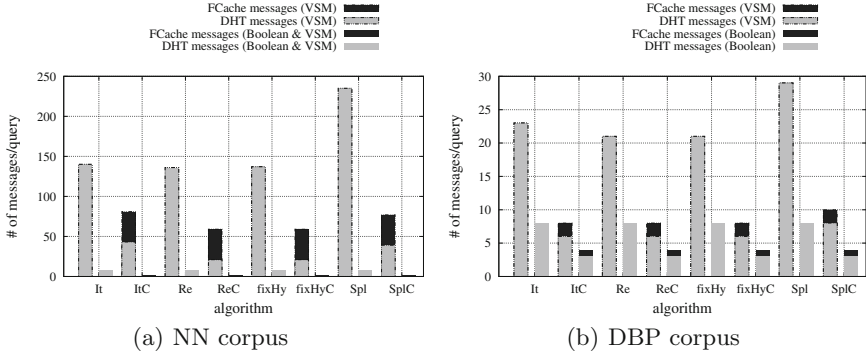 FCache messages (VSM)
DHT messages (VSM)
FCache messages (Boolean & VSM)
DHT messages (Boolean & VSM)
250
200
150
100
50
0
# of messages/query
It ItC Re ReC fixHy fixHyC Spl SplC
algorithm
(a) NN corpus
FCache messages (VSM)
DHT messages (VSM)
FCache messages (Boolean)
DHT messages (Boolean)
30
25
20
15
10
5
0
# of messages/query
It ItC Re ReC fixHy fixHyC Spl SplC
algorithm
(b) DBP corpus